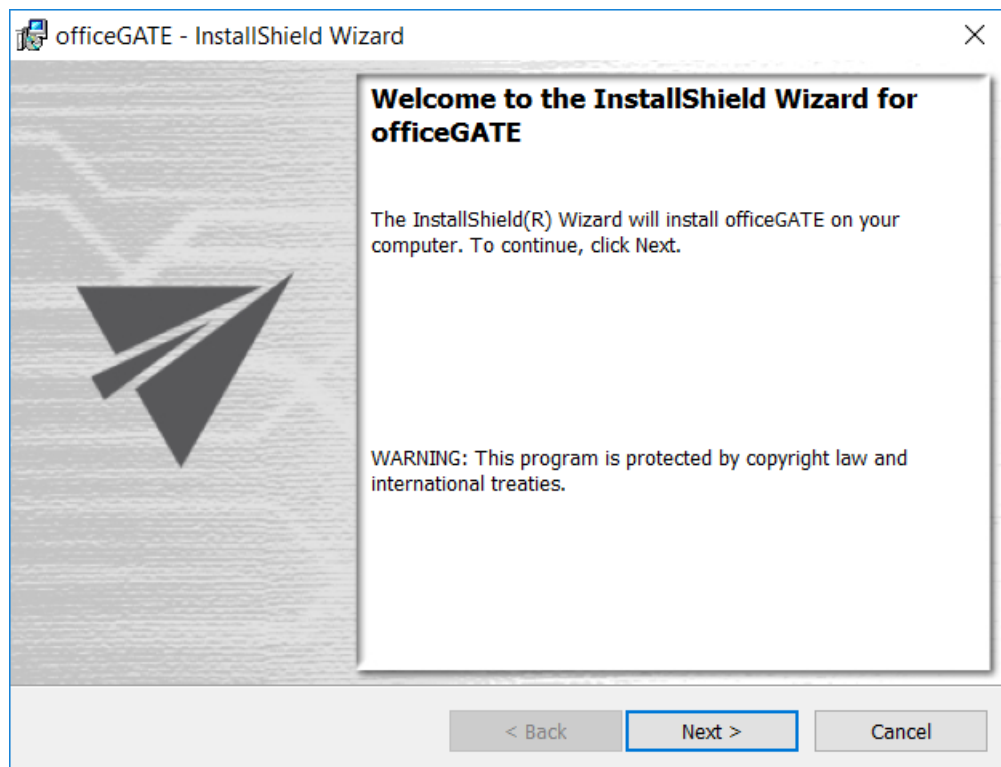 officeGATE - InstallShield Wizard
Welcome to the InstallShield Wizard for
officeGATE
The InstallShield(R) Wizard will install officeGATE on your
computer. To continue, click Next.
WARNING: This program is protected by copyright law and
international treaties.
< Back
Next >
Cancel